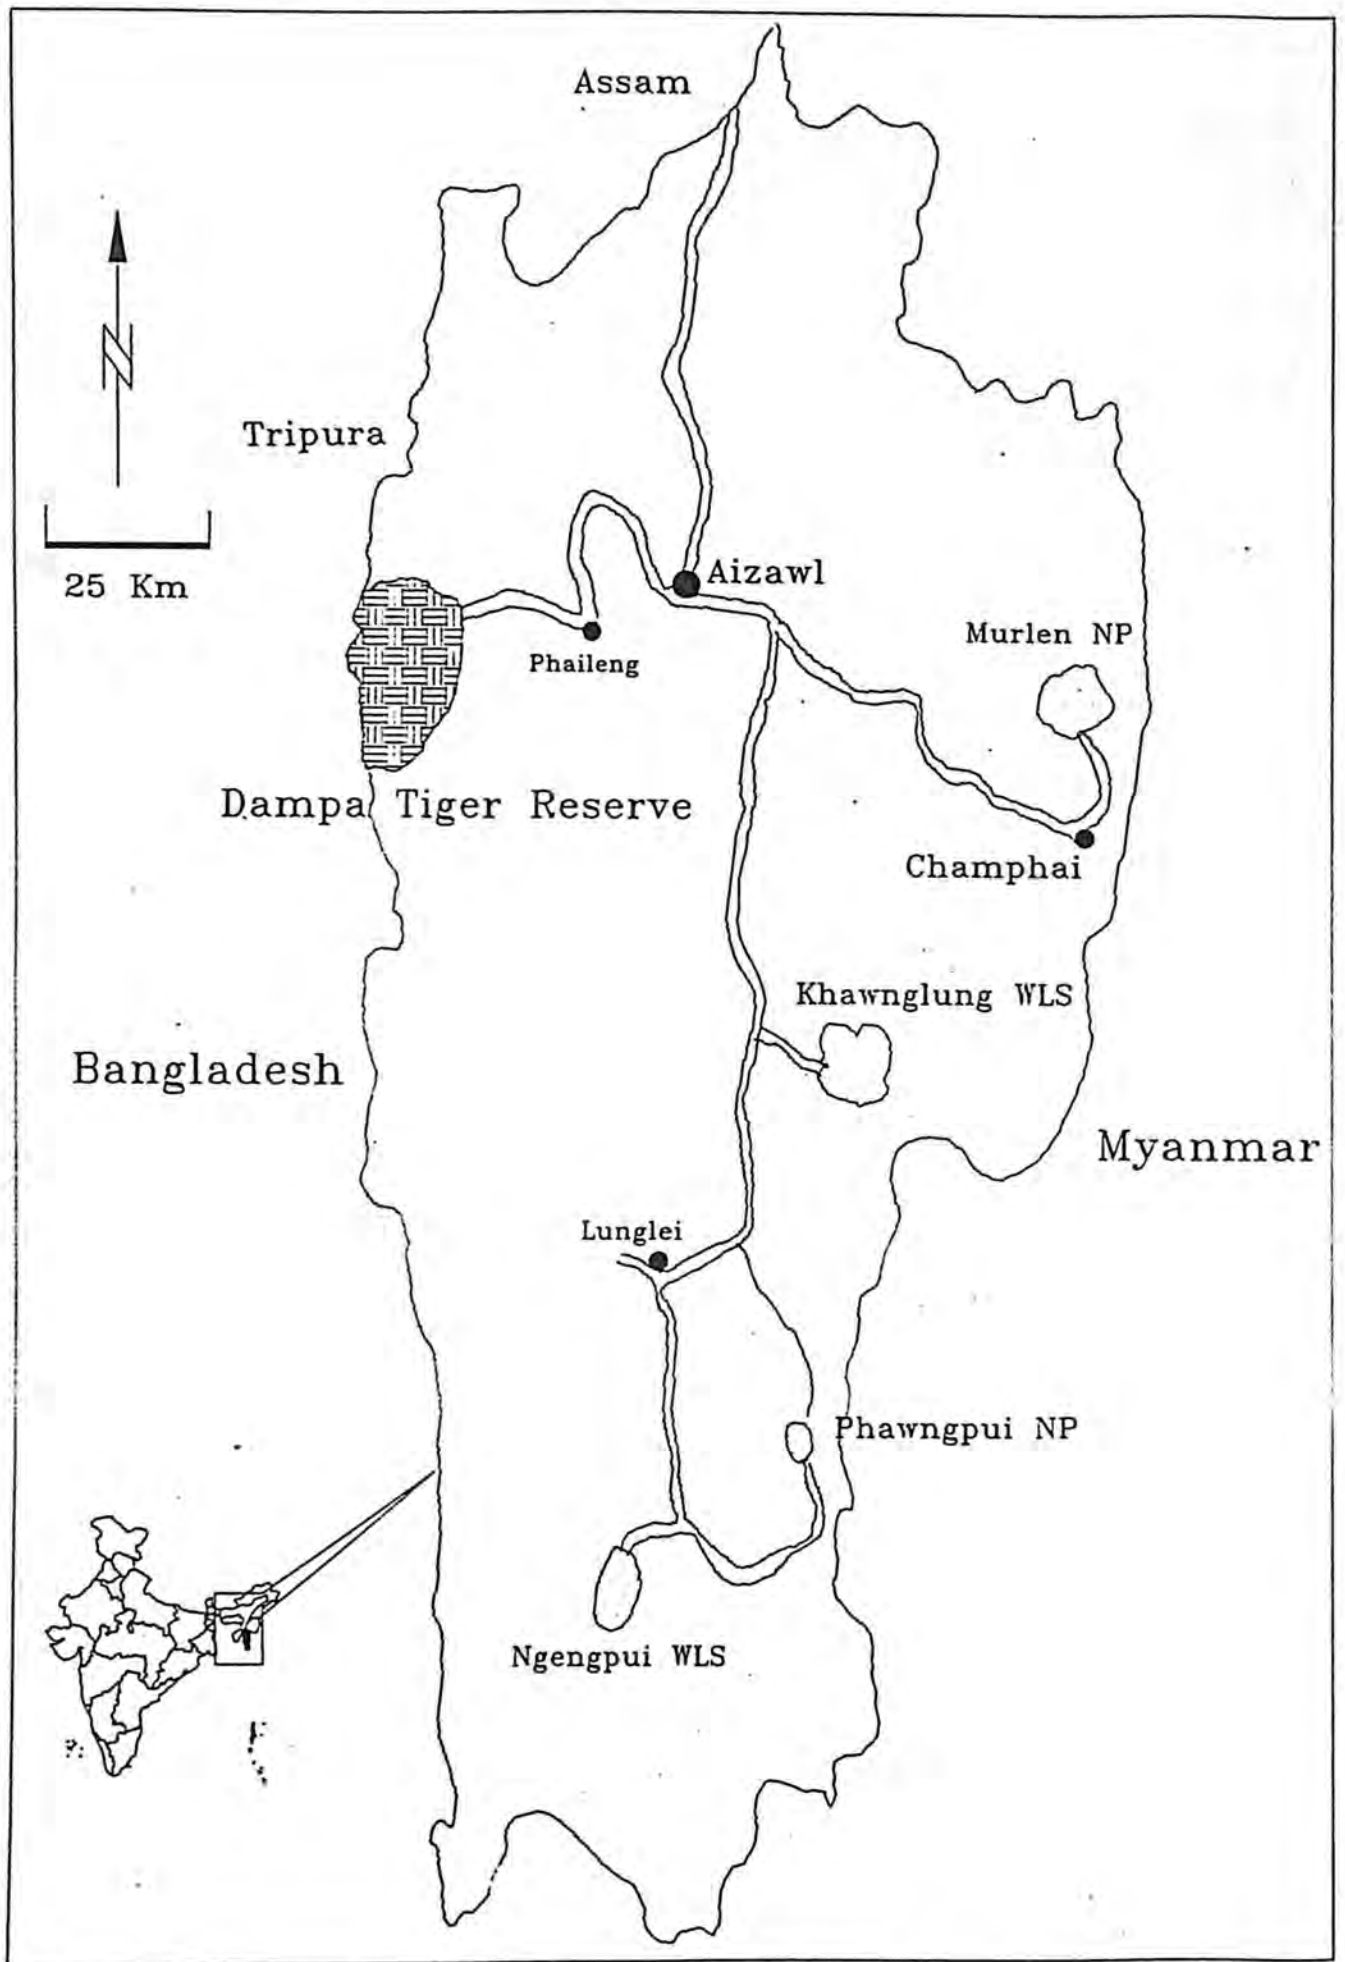 Assam
N
Tripura
25 Km
Aizawl
Murlen NP
Phaileng
Dampa Tiger Reserve
Champhai
Khawnglung WLS
Bangladesh
Myanmar
Lunglei
Phawngpui NP
Ngengpui WLS